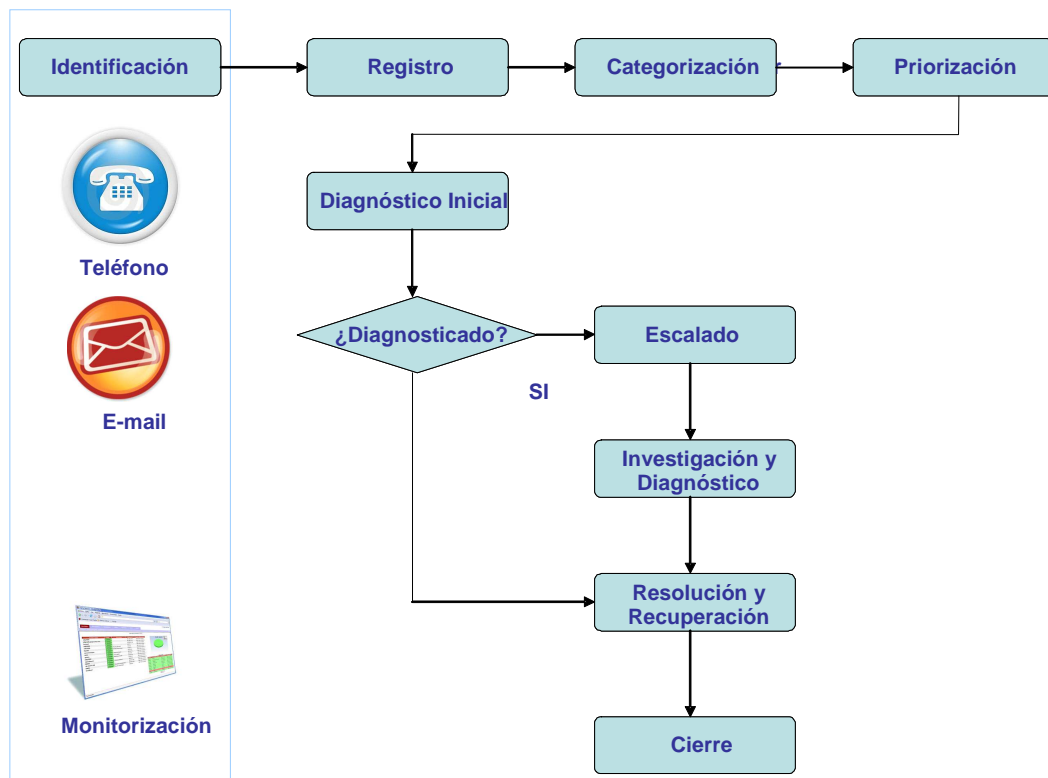 Identificación
Registro
Categorización r
Priorización
Teléfono
E-mail
Monitorización
Diagnóstico Inicial
¿Diagnosticado?
SI
Escalado
Investigación y
Diagnóstico
Resolución y
Recuperación
Cierre